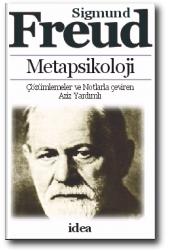 Sigmund
Freud
Metapsikoloji
Çözümlemeler ve Notlarla çeviren
Aziz Yardımlı
idea